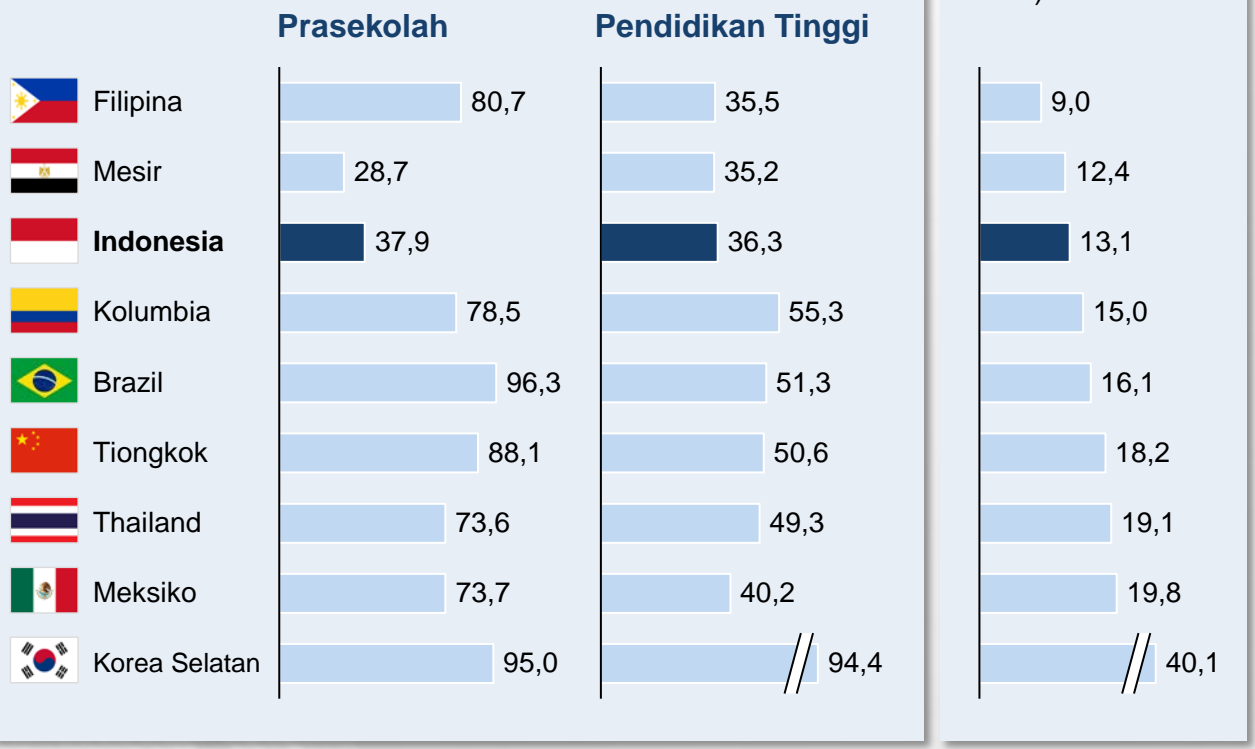 Prasekolah Pendidikan Tinggi
Filipina 80,7 35,5 9,0
Mesir 28,7 35,2 12,4
Indonesia 37,9 36,3 13,1
Kolumbia 78,5 55,3 15,0
Brazil 96,3 51,3 16,1
Tiongkok 88,1 50,6 18,2
Thailand 73,6 49,3 19,1
Meksiko 73,7 40,2 19,8
Korea Selatan 95,0 94,4 40,1